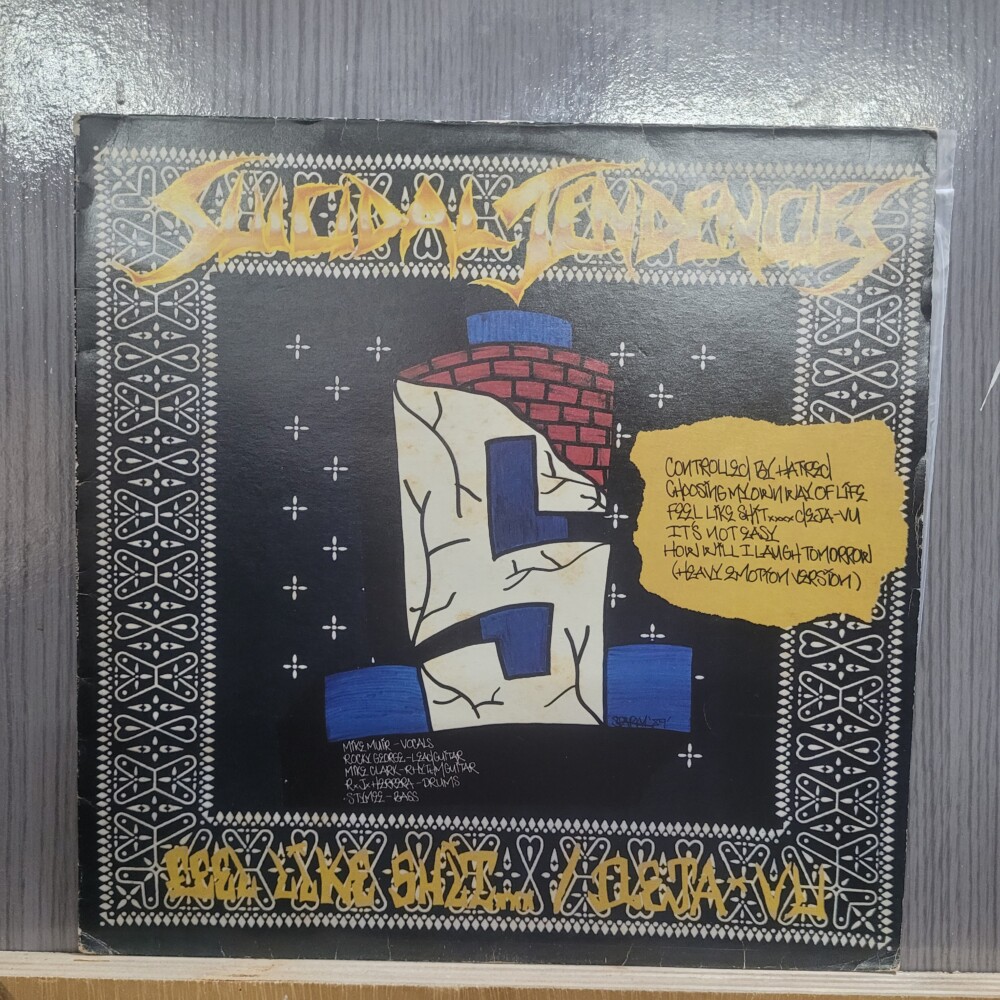 SUICIDAL TENDENCIES
CONTROLLED BY HATRED
CHOOSING MY OWN WAY OF LIFE
FEEL LIKE SHIT.xxxx DEJA-VU
IT'S NOT EASY
HOW WILL I LAUGH TOMORROW
(HEAVY EMOTION VERSION)
MIKE MUIR - VOCALS
ROCKY GEORGE - LEAD GUITAR
MIKE CLARK - RHYTHM GUITAR
R.J. HERRERA - DRUMS
STYMEE - BASS
FEEL LIKE SHIT... / DEJA-VU